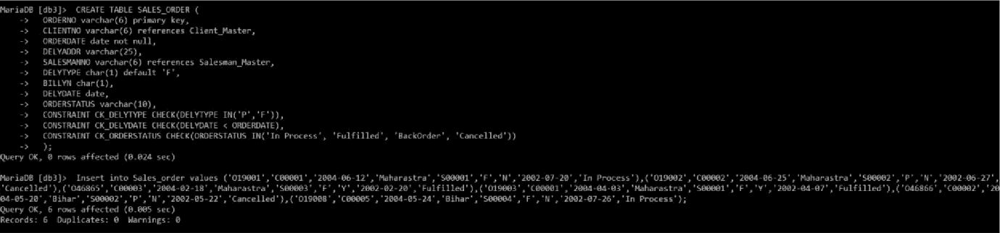 MariaDB [db3]>  CREATE TABLE SALES_ORDER (
    ->   ORDERNO varchar(6) primary key,
    ->   CLIENTNO varchar(6) references Client_Master,
    ->   ORDERDATE date not null,
    ->   DELYADDR varchar(25),
    ->   SALESMANNO varchar(6) references Salesman_Master,
    ->   DELYTYPE char(1) default 'F',
    ->   BILLYN char(1),
    ->   DELYDATE date,
    ->   ORDERSTATUS varchar(10),
    ->   CONSTRAINT CK_DELYTYPE CHECK(DELYTYPE IN('P','F')),
    ->   CONSTRAINT CK_DELYDATE CHECK(DELYDATE < ORDERDATE),
    ->   CONSTRAINT CK_ORDERSTATUS CHECK(ORDERSTATUS IN('In Process', 'Fulfilled', 'BackOrder', 'Cancelled'))
    ->   );
Query OK, 0 rows affected (0.024 sec)
MariaDB [db3]>  Insert into Sales_order values ('O19001','C00001','2004-06-12','Maharastra','S00001','F','N','2002-07-20','In Process'),('O19002','C00002','2004-06-25','Maharastra','S00002','P','N','2002-06-27',
'Cancelled'),('O46865','C00003','2004-02-18','Maharastra','S00003','F','Y','2002-02-20','Fulfilled'),('O19003','C00001','2004-04-03','Maharastra','S00001','F','Y','2002-04-07','Fulfilled'),('O46866','C00002','20
04-05-20','Bihar','S00002','P','N','2002-05-22','Cancelled'),('O19008','C00005','2004-05-24','Bihar','S00004','F','N','2002-07-26','In Process');
Query OK, 6 rows affected (0.005 sec)
Records: 6  Duplicates: 0  Warnings: 0